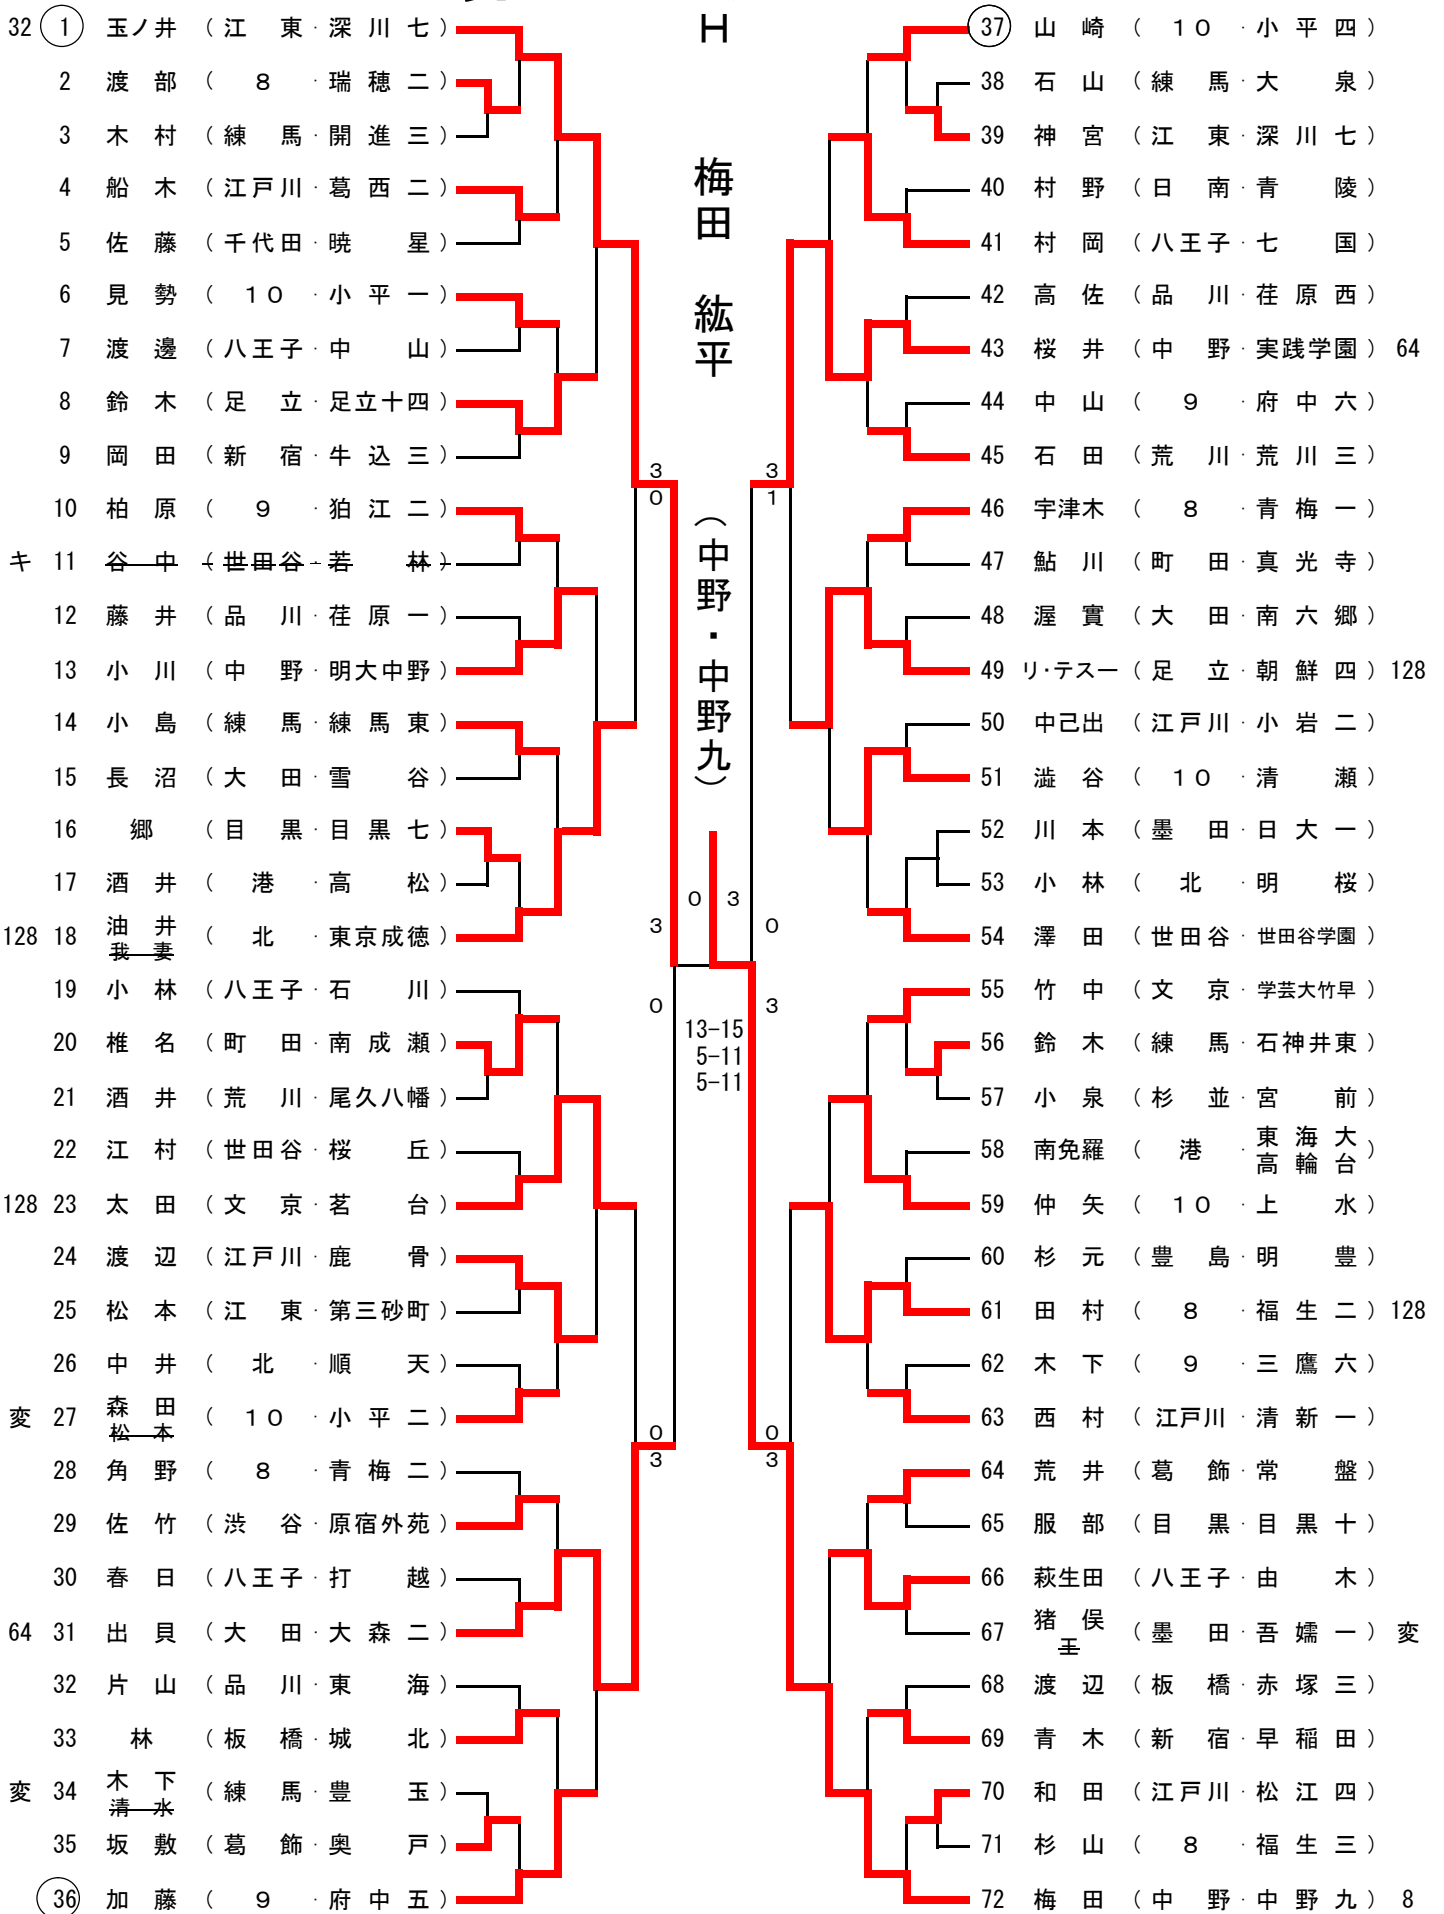 H
梅田 紘平
（中野・中野九）
32 1 玉ノ井 （江東・深川七）
2 渡部 （8・瑞穂二）
3 木村 （練馬・開進三）
4 船木 （江戸川・葛西二）
5 佐藤 （千代田・暁星）
6 見勢 （10・小平一）
7 渡邊 （八王子・中山）
8 鈴木 （足立・足立十四）
9 岡田 （新宿・牛込三）
10 柏原 （9・狛江二）
キ 11 谷中 （世田谷・若林）
12 藤井 （品川・荏原一）
13 小川 （中野・明大中野）
14 小島 （練馬・練馬東）
15 長沼 （大田・雪谷）
16 郷 （目黒・目黒七）
17 酒井 （港・高松）
128 18 油井 （北・東京成徳）
我妻
19 小林 （八王子・石川）
20 椎名 （町田・南成瀬）
21 酒井 （荒川・尾久八幡）
22 江村 （世田谷・桜丘）
128 23 太田 （文京・茗台）
24 渡辺 （江戸川・鹿骨）
25 松本 （江東・第三砂町）
26 中井 （北・順天）
変 27 森田 （10・小平二）
松本
28 角野 （8・青梅二）
29 佐竹 （渋谷・原宿外苑）
30 春日 （八王子・打越）
64 31 出貝 （大田・大森二）
32 片山 （品川・東海）
33 林 （板橋・城北）
変 34 木下 （練馬・豊玉）
清水
35 坂敷 （葛飾・奥戸）
36 加藤 （9・府中五）
3
0
3
0
0
3
0 3
13-15
5-11
5-11
3
1
0
3
0
3
37 山崎 （10・小平四）
38 石山 （練馬・大泉）
39 神宮 （江東・深川七）
40 村野 （日南・青陵）
41 村岡 （八王子・七国）
42 高佐 （品川・荏原西）
43 桜井 （中野・実践学園） 64
44 中山 （9・府中六）
45 石田 （荒川・荒川三）
46 宇津木 （8・青梅一）
47 鮎川 （町田・真光寺）
48 渥實 （大田・南六郷）
49 リ・テスー （足立・朝鮮四） 128
50 中己出 （江戸川・小岩二）
51 澁谷 （10・清瀬）
52 川本 （墨田・日大一）
53 小林 （北・明桜）
54 澤田 （世田谷・世田谷学園）
55 竹中 （文京・学芸大竹早）
56 鈴木 （練馬・石神井東）
57 小泉 （杉並・宮前）
58 南免羅 （港・東海大高輪台）
59 仲矢 （10・上水）
60 杉元 （豊島・明豊）
61 田村 （8・福生二） 128
62 木下 （9・三鷹六）
63 西村 （江戸川・清新一）
64 荒井 （葛飾・常盤）
65 服部 （目黒・目黒十）
66 萩生田 （八王子・由木）
67 猪俣 （墨田・吾嬬一） 変
王
68 渡辺 （板橋・赤塚三）
69 青木 （新宿・早稲田）
70 和田 （江戸川・松江四）
71 杉山 （8・福生三）
72 梅田 （中野・中野九） 8